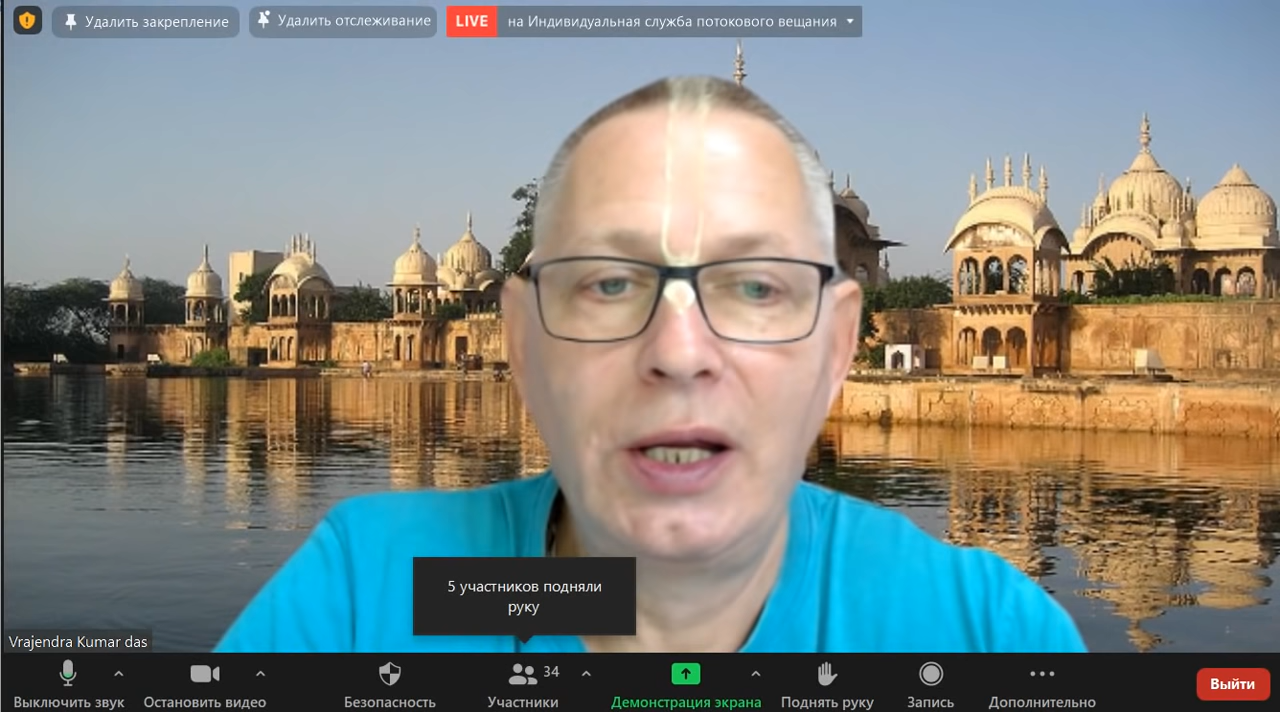 Удалить закрепление
Удалить отслеживание
LIVE на Индивидуальная служба потокового вещания
5 участников подняли
руку
Vrajendra Kumar das
34
Выключить звук
Остановить видео
Безопасность
Участники
Демонстрация экрана
Поднять руку
Запись
Дополнительно
Выйти